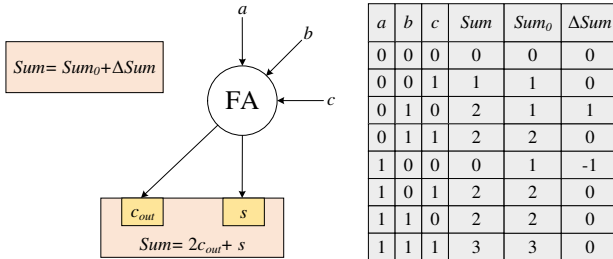 Sum= Sum₀+ΔSum
a
b
c
FA
c_out s
Sum= 2c_out+ s
a b c Sum Sum₀ ΔSum
0 0 0 0 0 0
0 0 1 1 1 0
0 1 0 2 1 1
0 1 1 2 2 0
1 0 0 0 1 -1
1 0 1 2 2 0
1 1 0 2 2 0
1 1 1 3 3 0